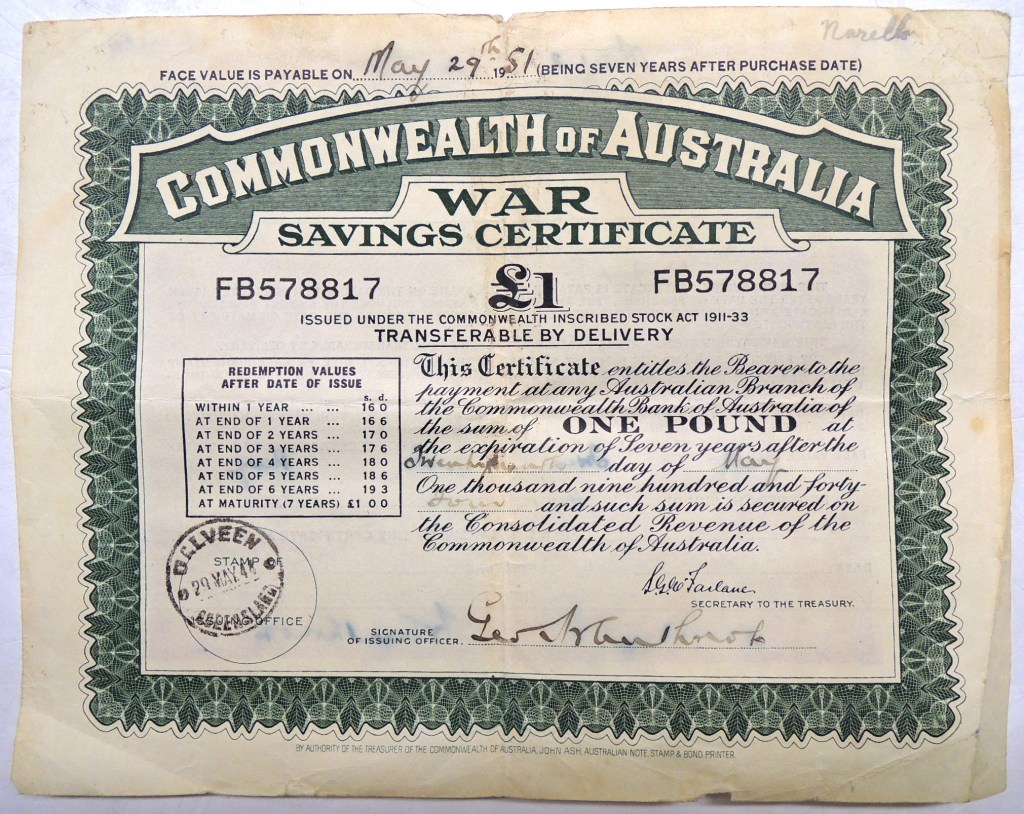 Narell
FACE VALUE IS PAYABLE ON May 29th 1951 (BEING SEVEN YEARS AFTER PURCHASE DATE)
COMMONWEALTH OF AUSTRALIA
WAR
SAVINGS CERTIFICATE
FB578817 £1 FB578817
ISSUED UNDER THE COMMONWEALTH INSCRIBED STOCK ACT 1911-33
TRANSFERABLE BY DELIVERY
REDEMPTION VALUES
AFTER DATE OF ISSUE
s. d.
WITHIN 1 YEAR ... ... 16 0
AT END OF 1 YEAR ... 16 6
AT END OF 2 YEARS ... 17 0
AT END OF 3 YEARS ... 17 6
AT END OF 4 YEARS ... 18 0
AT END OF 5 YEARS ... 18 6
AT END OF 6 YEARS ... 19 3
AT MATURITY (7 YEARS) £1 0 0
This Certificate entitles the Bearer to the
payment at any Australian Branch of
the Commonwealth Bank of Australia of
the sum of ONE POUND at
the expiration of Seven years after the
day of May
One thousand nine hundred and forty-
four and such sum is secured on
the Consolidated Revenue of the
Commonwealth of Australia.
DALVEEN
29 MAY 44
QUEENSLAND
STAMP OF
ISSUING OFFICE
SECRETARY TO THE TREASURY.
SIGNATURE
OF ISSUING OFFICER. Geo
BY AUTHORITY OF THE TREASURER OF THE COMMONWEALTH OF AUSTRALIA, JOHN ASH, AUSTRALIAN NOTE, STAMP & BOND PRINTER.